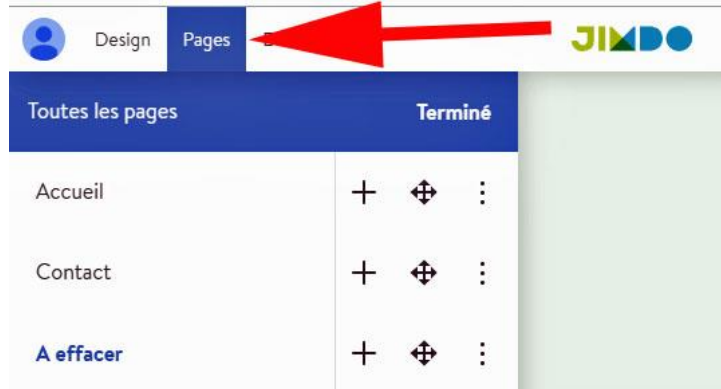 Design Pages JIMDO
Toutes les pages Terminé
Accueil
Contact
A effacer